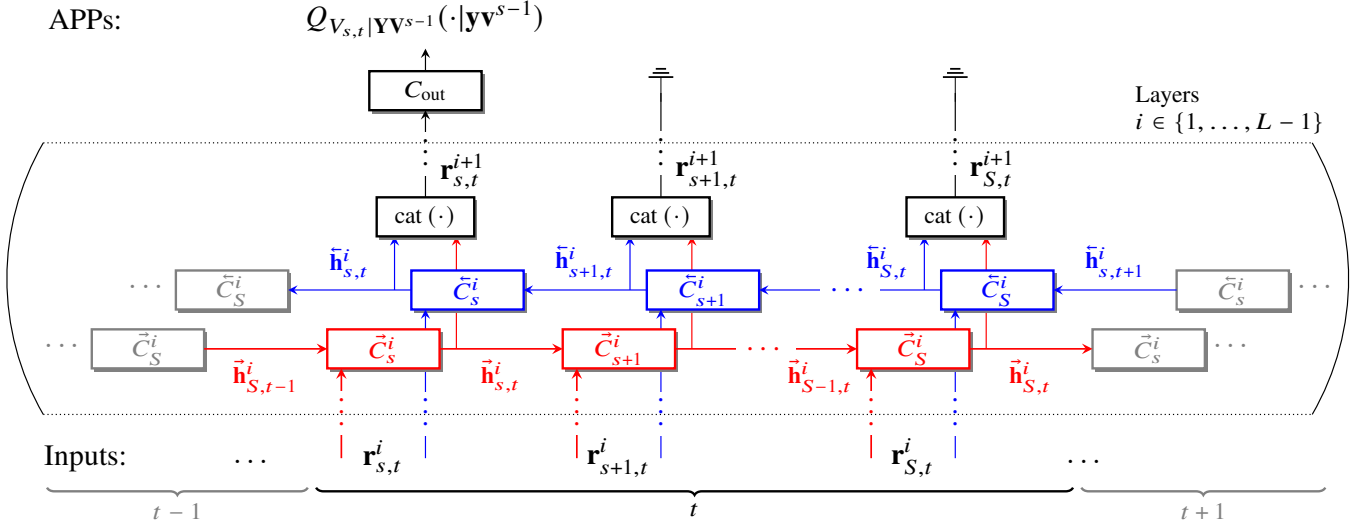 APPs:
Q_{V_{s,t}|𝐘𝐕^{s−1}}(·|𝐲𝐯^{s−1})
C_out
Layers
i ∈ {1, . . . , L − 1}
𝐫^{i+1}_{s,t} 𝐫^{i+1}_{s+1,t} 𝐫^{i+1}_{S,t}
cat (·) cat (·) cat (·)
⃖𝐡^i_{s,t} ⃖𝐡^i_{s+1,t} ⃖𝐡^i_{S,t} ⃖𝐡^i_{s,t+1}
· · · ⃖C^i_S ⃖C^i_s ⃖C^i_{s+1} · · · ⃖C^i_S ⃖C^i_s · · ·
· · · ⃗C^i_S ⃗C^i_s ⃗C^i_{s+1} · · · ⃗C^i_S ⃗C^i_s · · ·
⃗𝐡^i_{S,t−1} ⃗𝐡^i_{s,t} ⃗𝐡^i_{S−1,t} ⃗𝐡^i_{S,t}
Inputs: . . . 𝐫^i_{s,t} 𝐫^i_{s+1,t} 𝐫^i_{S,t} . . .
t − 1 t t + 1